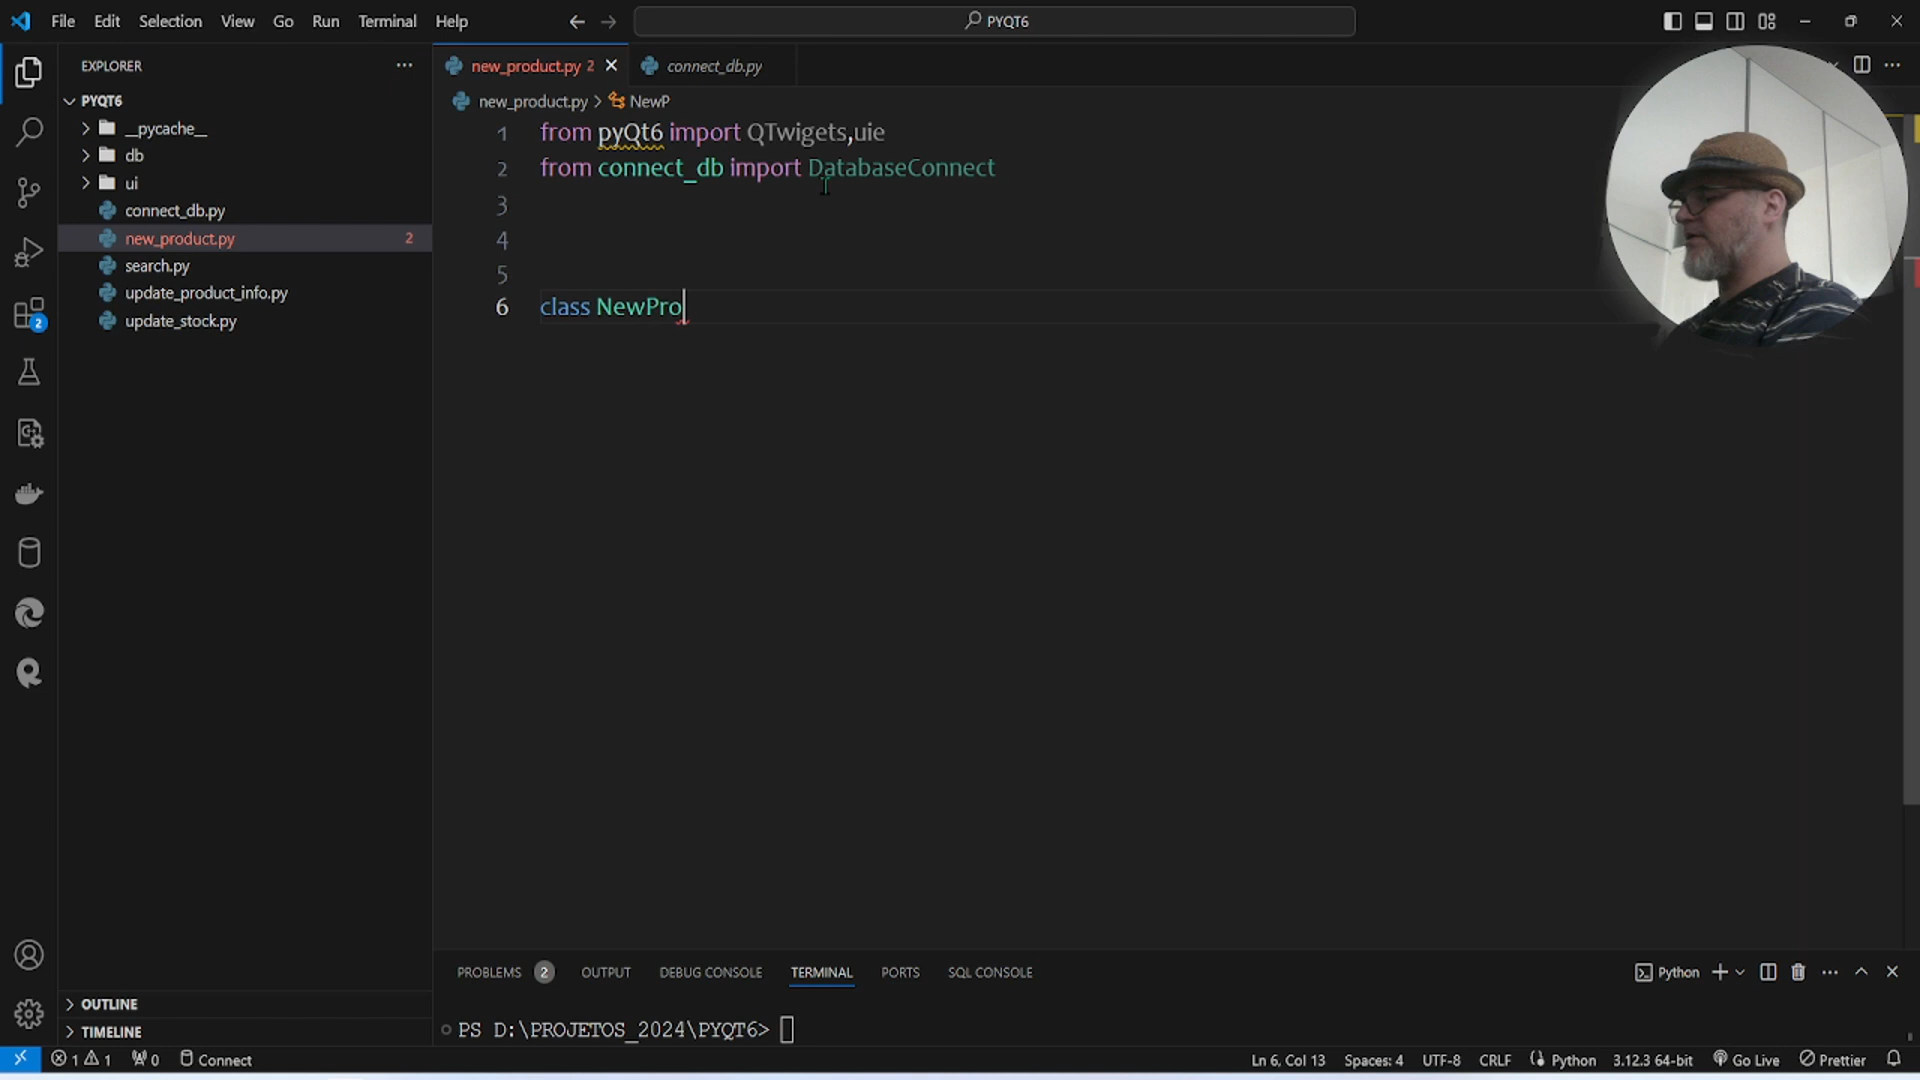 File Edit Selection View Go Run Terminal Help PYQT6
EXPLORER
PYQT6
__pycache__
db
ui
connect_db.py
new_product.py 2
search.py
update_product_info.py
update_stock.py
2
OUTLINE
TIMELINE
new_product.py 2 connect_db.py
new_product.py > NewP
1 from pyQt6 import QTwigets,uie
2 from connect_db import DatabaseConnect
3
4
5
6 class NewPro
PROBLEMS 2 OUTPUT DEBUG CONSOLE TERMINAL PORTS SQL CONSOLE
Python
PS D:\PROJETOS_2024\PYQT6>
1 1 0 Connect
Ln 6, Col 13 Spaces: 4 UTF-8 CRLF Python 3.12.3 64-bit Go Live Prettier